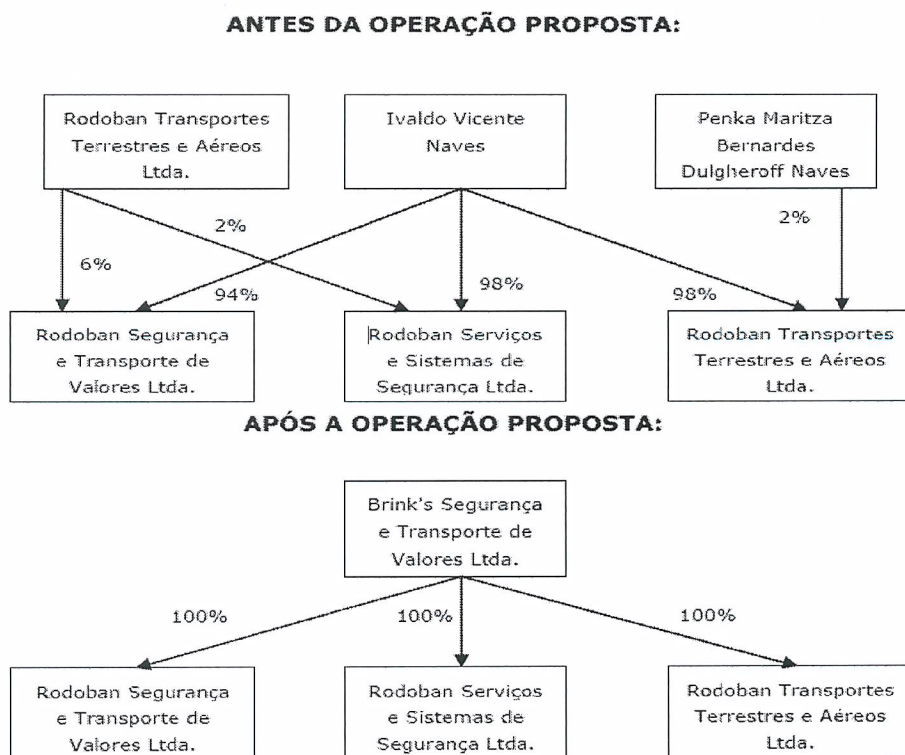 ANTES DA OPERAÇÃO PROPOSTA:
Rodoban Transportes
Terrestres e Aéreos
Ltda.
Ivaldo Vicente
Naves
Penka Maritza
Bernardes
Dulgheroff Naves
6%
2%
94%
98%
98%
2%
Rodoban Segurança
e Transporte de
Valores Ltda.
Rodoban Serviços
e Sistemas de
Segurança Ltda.
Rodoban Transportes
Terrestres e Aéreos
Ltda.
APÓS A OPERAÇÃO PROPOSTA:
Brink's Segurança
e Transporte de
Valores Ltda.
100%
100%
100%
Rodoban Segurança
e Transporte de
Valores Ltda.
Rodoban Serviços
e Sistemas de
Segurança Ltda.
Rodoban Transportes
Terrestres e Aéreos
Ltda.